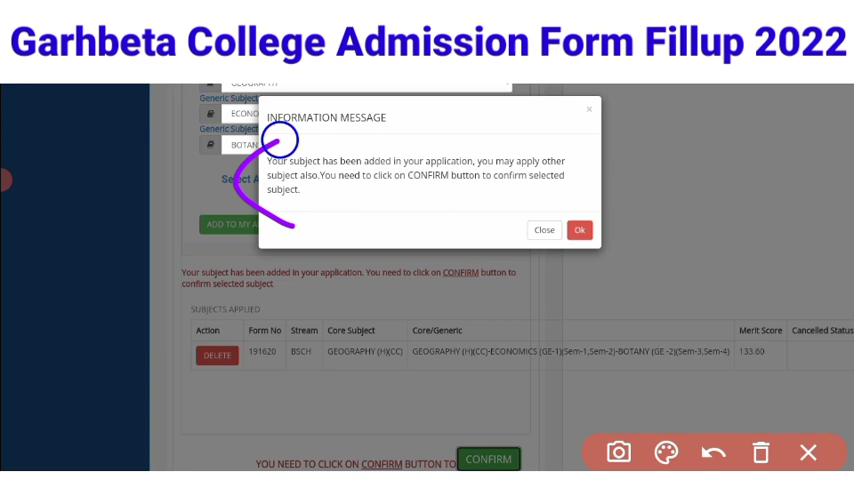 Garhbeta College Admission Form Fillup 2022
GEOGRAPHY
Generic Subject
ECONO
Generic Subject
BOTAN
INFORMATION MESSAGE
×
Your subject has been added in your application, you may apply other
subject also.You need to click on CONFIRM button to confirm selected
subject.
Close Ok
Select A
ADD TO MY A
Your subject has been added in your application. You need to click on CONFIRM button to
confirm selected subject
SUBJECTS APPLIED
Action Form No Stream Core Subject Core/Generic Merit Score Cancelled Status
DELETE 191620 BSCH GEOGRAPHY (H)(CC) GEOGRAPHY (H)(CC)-ECONOMICS (GE-1)(Sem-1,Sem-2)-BOTANY (GE -2)(Sem-3,Sem-4) 133.60
YOU NEED TO CLICK ON CONFIRM BUTTON TO CONFIRM